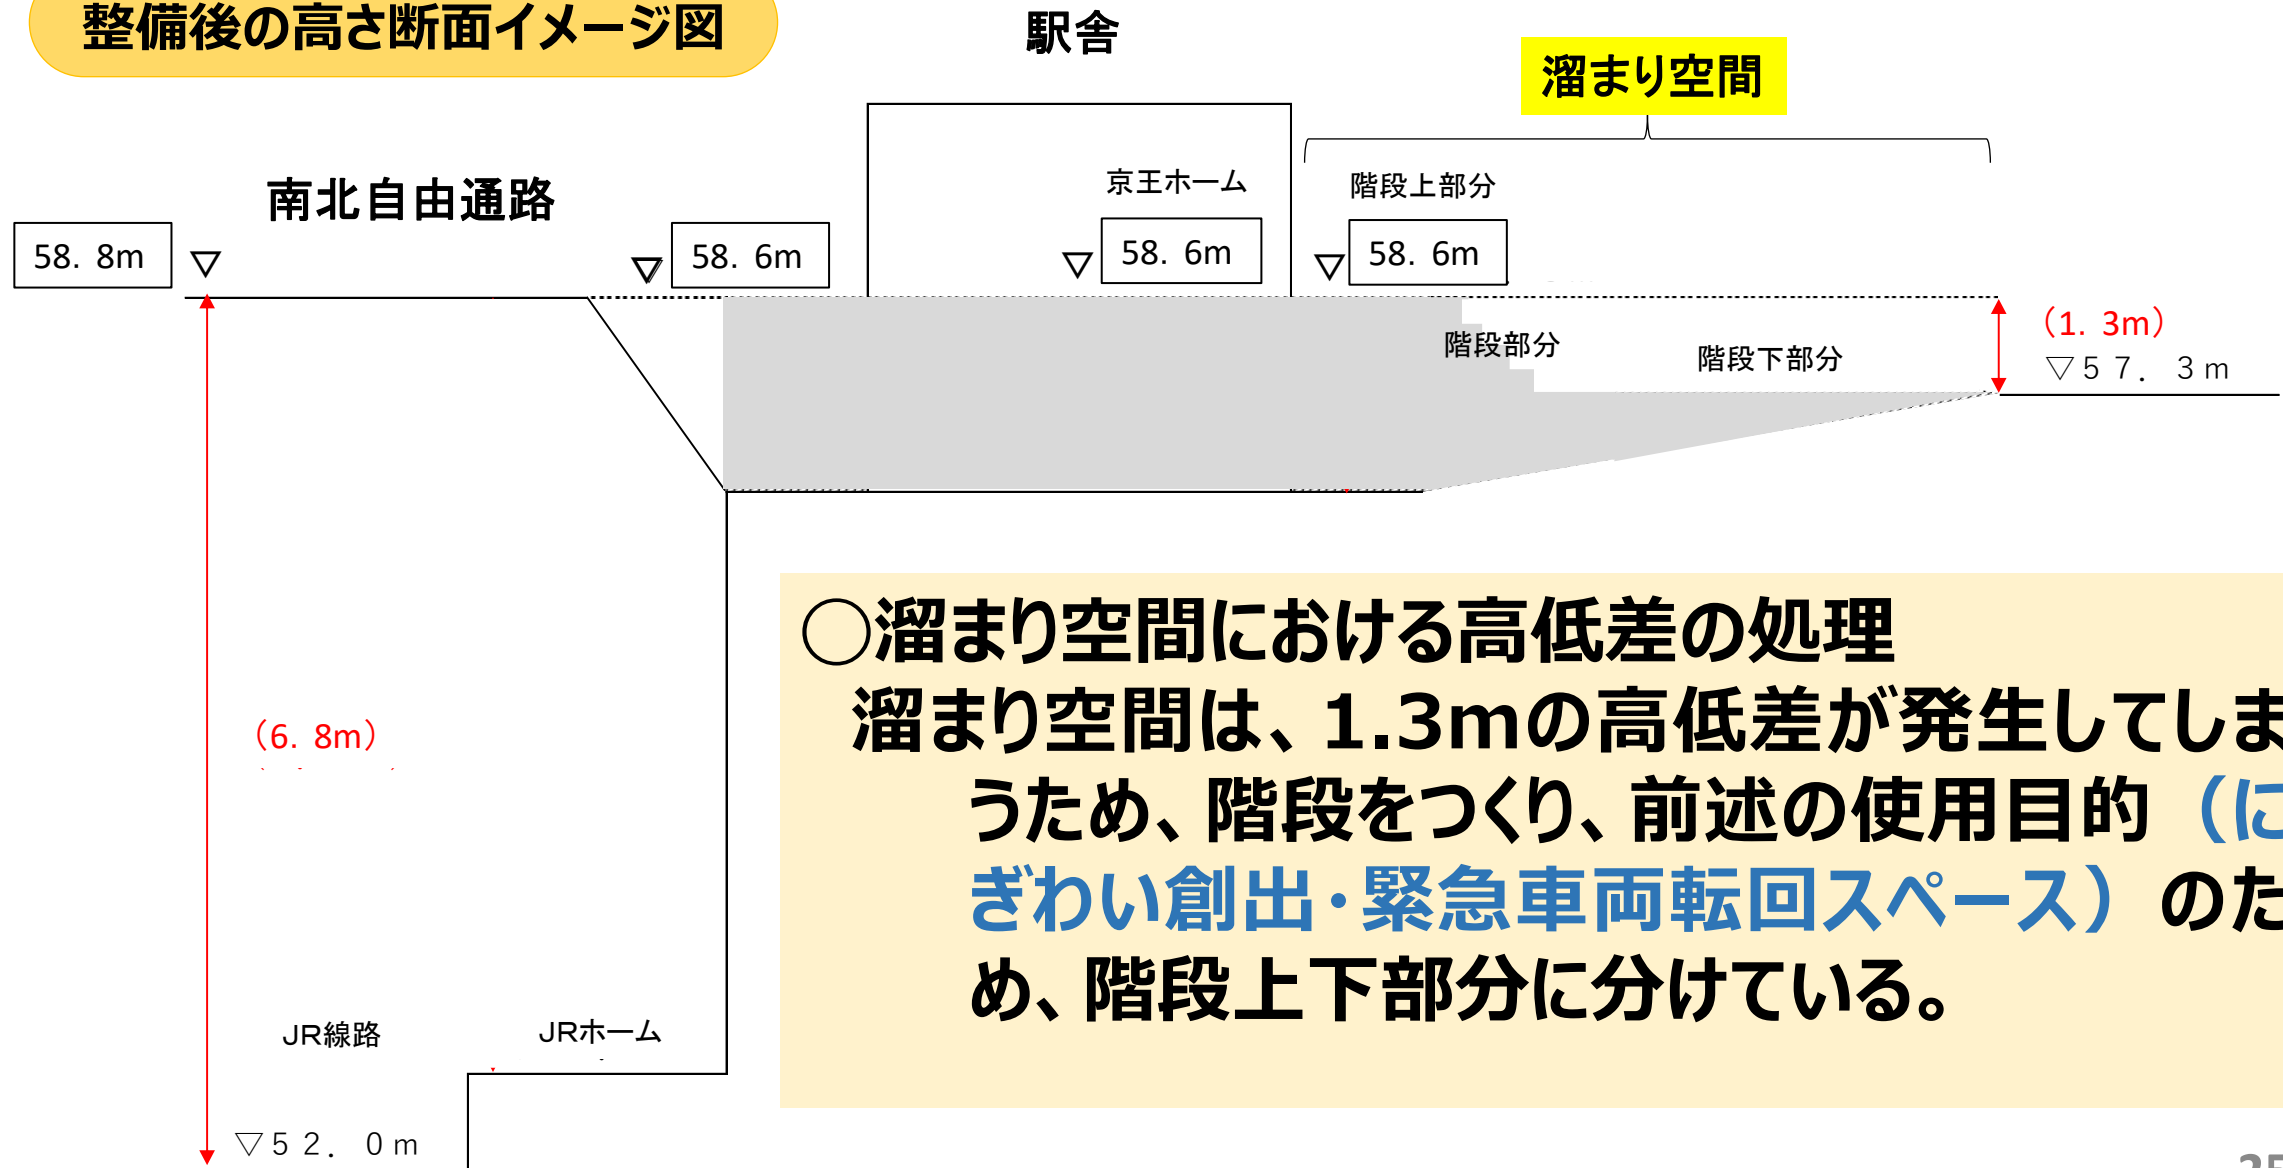 整備後の高さ断面イメージ図
駅舎
溜まり空間
南北自由通路
京王ホーム
階段上部分
58. 8m
▽
▽
58. 6m
▽
58. 6m
▽
58. 6m
階段部分
階段下部分
（1. 3m）
▽57. 3m
○溜まり空間における高低差の処理
溜まり空間は、1.3mの高低差が発生してしま
うため、階段をつくり、前述の使用目的（に
ぎわい創出・緊急車両転回スペース）のた
め、階段上下部分に分けている。
（6. 8m）
JR線路
JRホーム
▽52. 0m